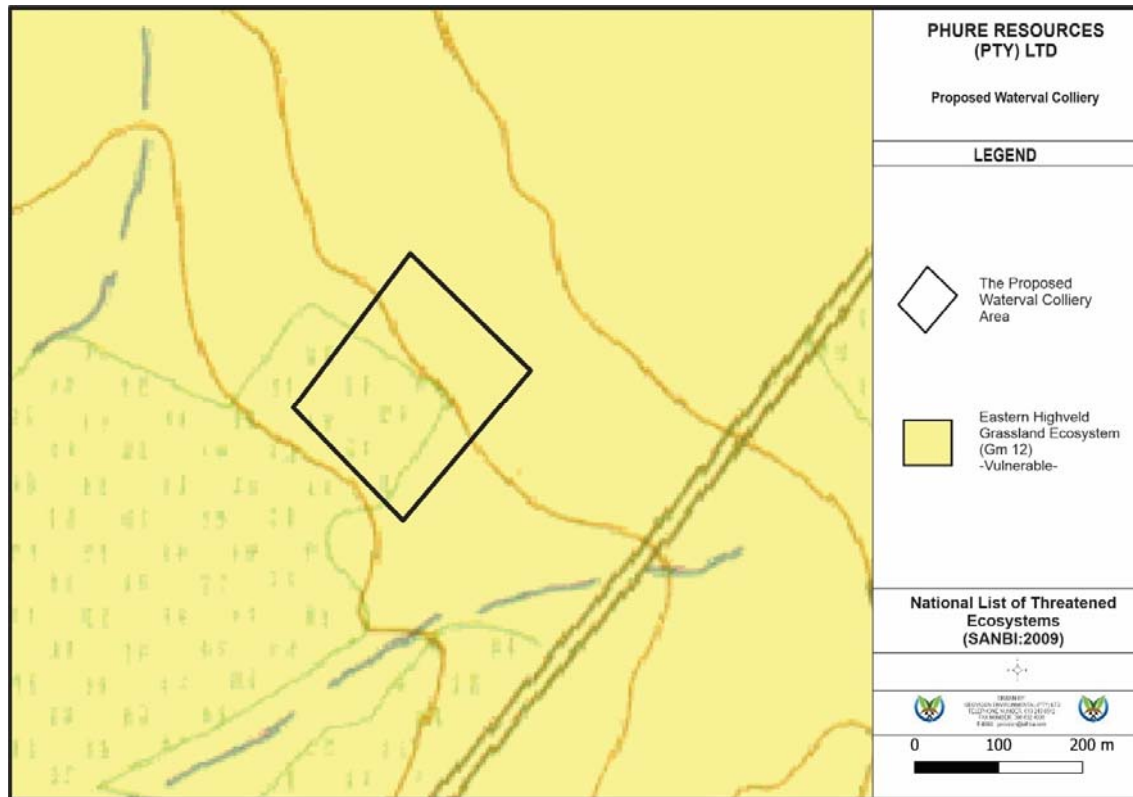 PHURE RESOURCES
(PTY) LTD
Proposed Waterval Colliery
LEGEND
The Proposed
Waterval Colliery
Area
Eastern Highveld
Grassland Ecosystem
(Gm 12)
-Vulnerable-
National List of Threatened
Ecosystems
(SANBI:2009)
0 100 200 m